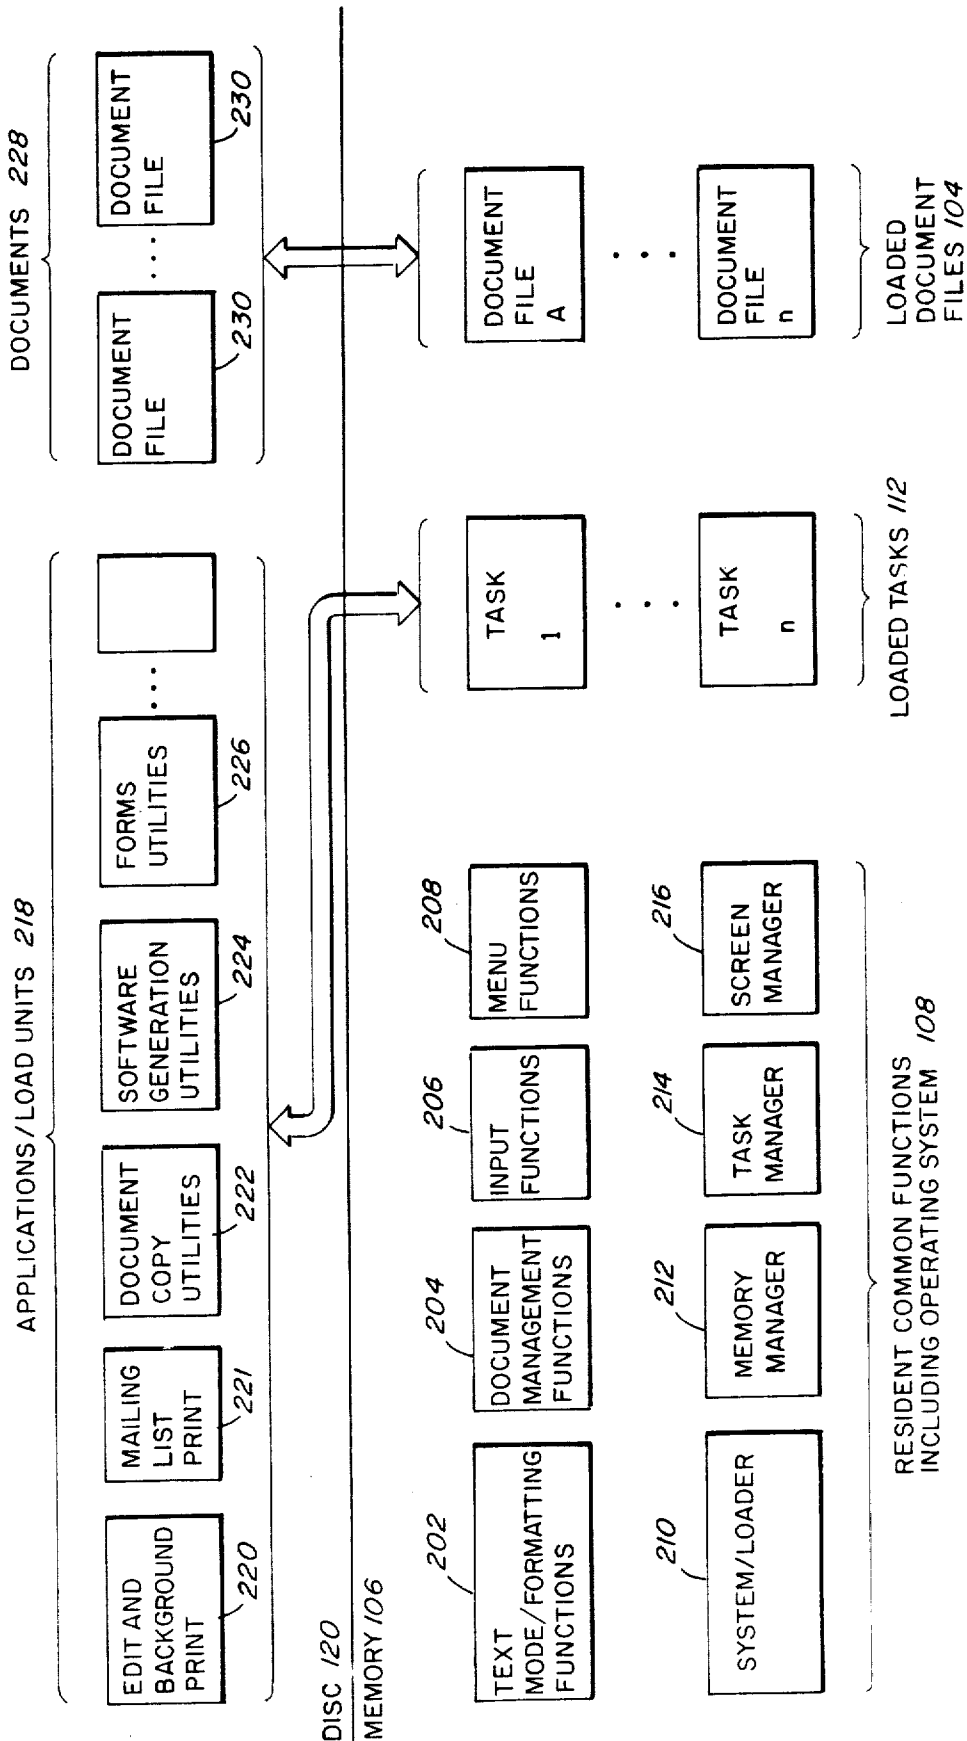 APPLICATIONS/LOAD UNITS 218
DOCUMENTS 228
EDIT AND
BACKGROUND
PRINT
220
MAILING
LIST
PRINT
221
DOCUMENT
COPY
UTILITIES
222
SOFTWARE
GENERATION
UTILITIES
224
FORMS
UTILITIES
226
DOCUMENT
FILE
230
DOCUMENT
FILE
230
DISC 120
MEMORY 106
202
TEXT
MODE/FORMATTING
FUNCTIONS
204
DOCUMENT
MANAGEMENT
FUNCTIONS
206
INPUT
FUNCTIONS
208
MENU
FUNCTIONS
TASK
1
DOCUMENT
FILE
A
210
SYSTEM/LOADER
212
MEMORY
MANAGER
214
TASK
MANAGER
216
SCREEN
MANAGER
TASK
n
DOCUMENT
FILE
n
RESIDENT COMMON FUNCTIONS
INCLUDING OPERATING SYSTEM 108
LOADED TASKS 112
LOADED
DOCUMENT
FILES 104